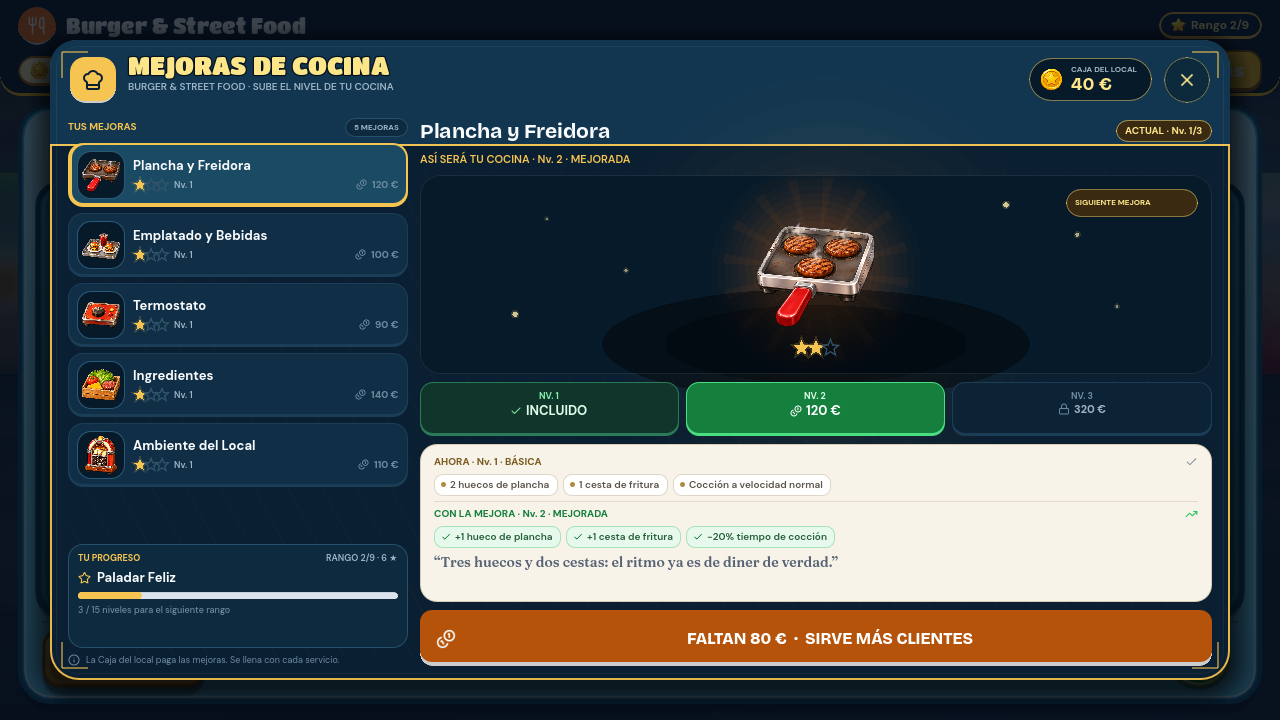 Burger & Street Food
Rango 2/9
MEJORAS DE COCINA
BURGER & STREET FOOD · SUBE EL NIVEL DE TU COCINA
CAJA DEL LOCAL
40 €
TUS MEJORAS
5 MEJORAS
Plancha y Freidora
Nv. 1
120 €
Emplatado y Bebidas
Nv. 1
100 €
Termostato
Nv. 1
90 €
Ingredientes
Nv. 1
140 €
Ambiente del Local
Nv. 1
110 €
TU PROGRESO
RANGO 2/9 · 6 ★
Paladar Feliz
3 / 15 niveles para el siguiente rango
La Caja del local paga las mejoras. Se llena con cada servicio.
Plancha y Freidora
ACTUAL · Nv. 1/3
ASÍ SERÁ TU COCINA · Nv. 2 · MEJORADA
SIGUIENTE MEJORA
NV. 1
INCLUIDO
NV. 2
120 €
NV. 3
320 €
AHORA · Nv. 1 · BÁSICA
2 huecos de plancha
1 cesta de fritura
Cocción a velocidad normal
CON LA MEJORA · Nv. 2 · MEJORADA
+1 hueco de plancha
+1 cesta de fritura
-20% tiempo de cocción
“Tres huecos y dos cestas: el ritmo ya es de diner de verdad.”
FALTAN 80 € · SIRVE MÁS CLIENTES